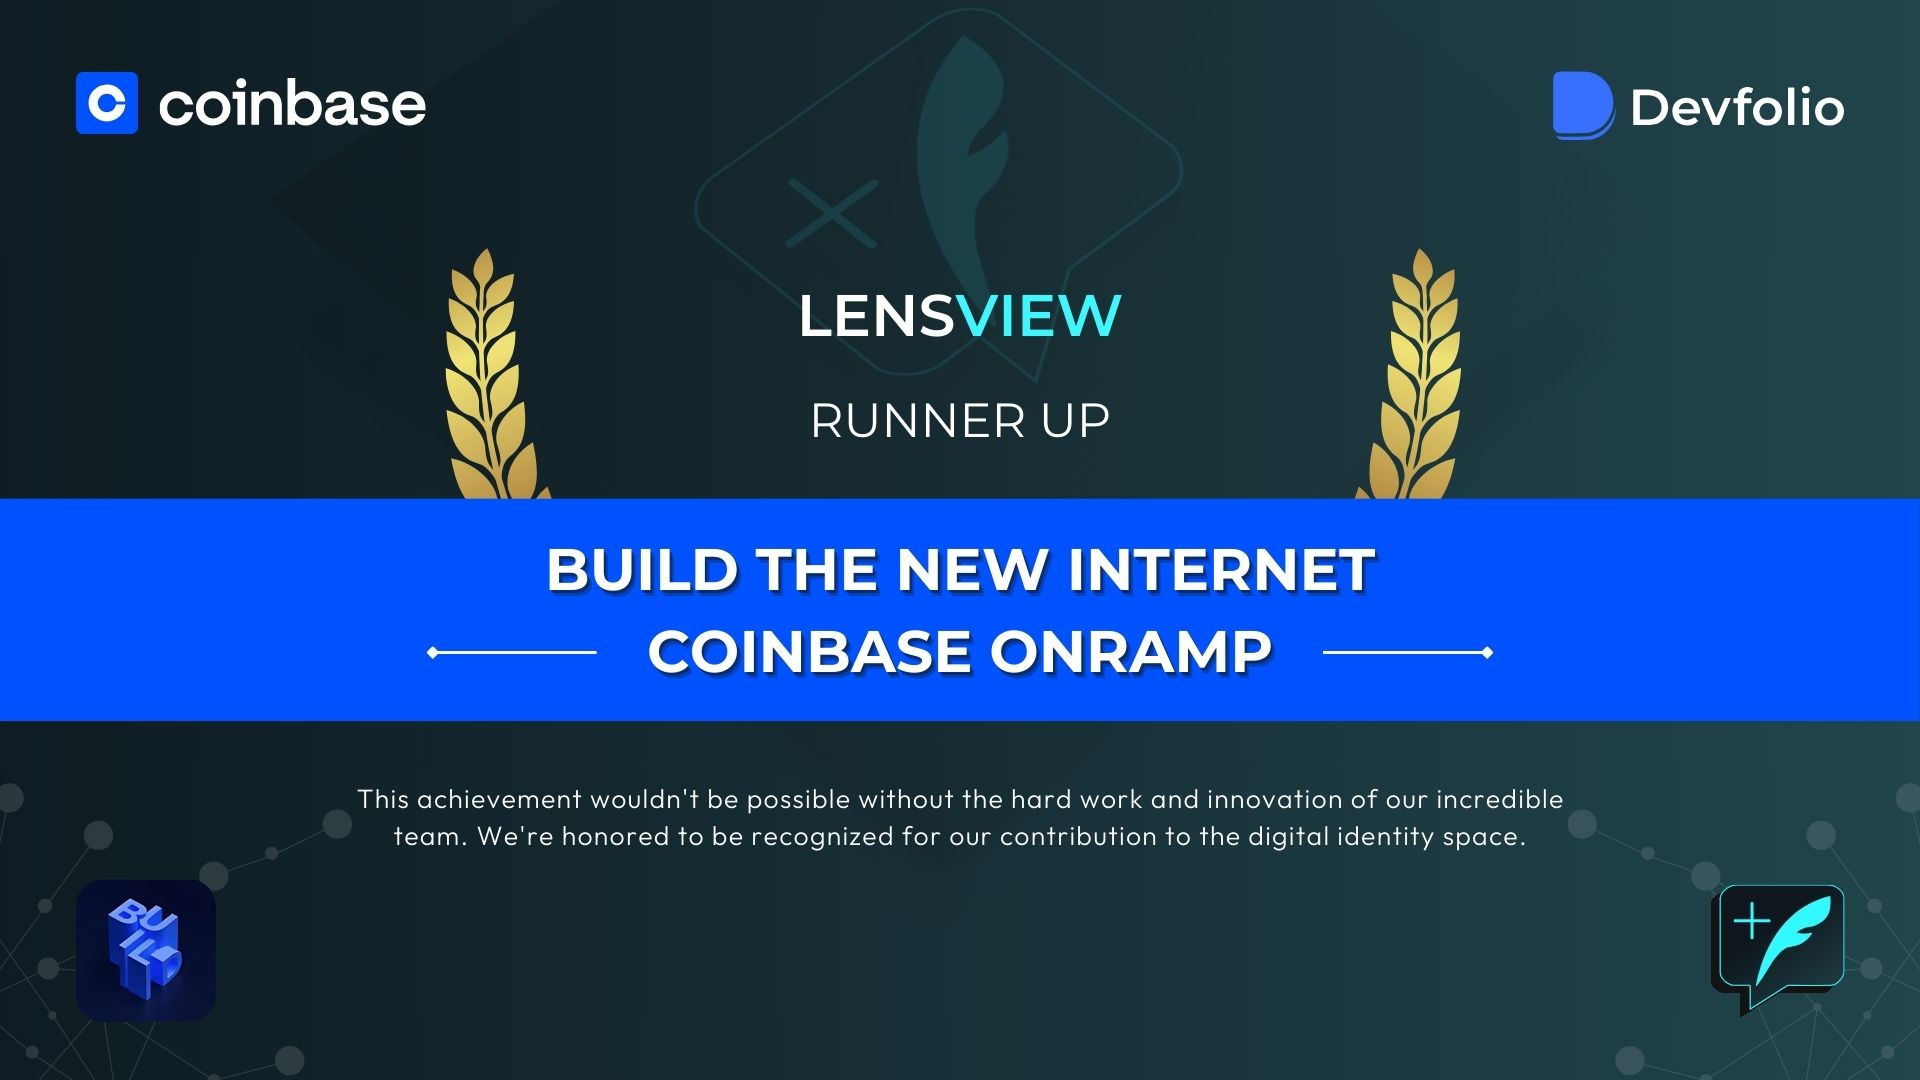 coinbase
Devfolio
LENSVIEW
RUNNER UP
BUILD THE NEW INTERNET
COINBASE ONRAMP
This achievement wouldn't be possible without the hard work and innovation of our incredible
team. We're honored to be recognized for our contribution to the digital identity space.
BU
ILD